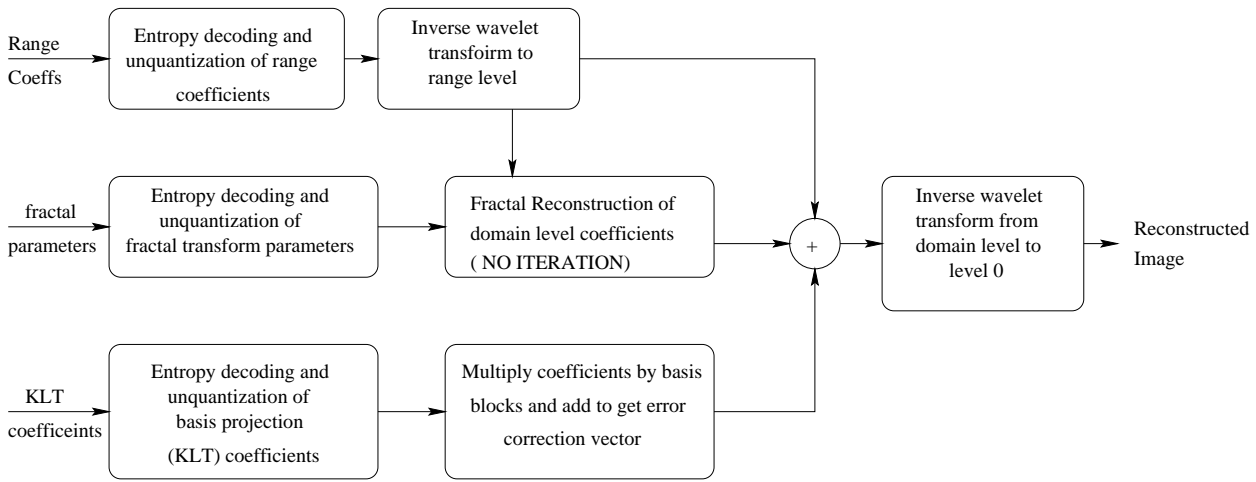 Range
Coeffs
Entropy decoding and
unquantization of range
coefficients
Inverse wavelet
transfoirm to
range level
fractal
parameters
Entropy decoding and
unquantization of
fractal transform parameters
Fractal Reconstruction of
domain level coefficients
( NO ITERATION)
+
Inverse wavelet
transform from
domain level to
level 0
Reconstructed
Image
KLT
coefficeints
Entropy decoding and
unquantization of
basis projection
(KLT) coefficients
Multiply coefficients by basis
blocks and add to get error
correction vector